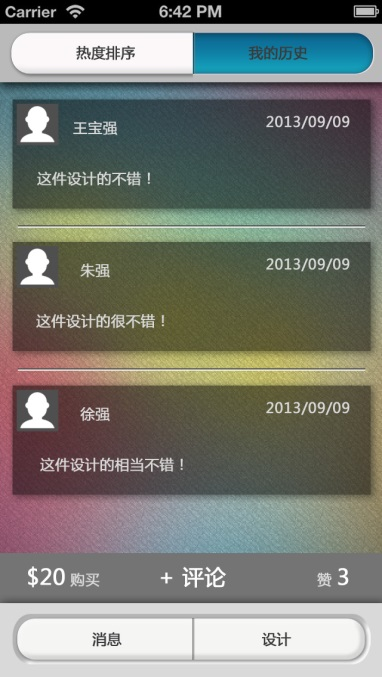 Carrier 6:42 PM
热度排序 我的历史
王宝强 2013/09/09
这件设计的不错！
朱强 2013/09/09
这件设计的很不错！
徐强 2013/09/09
这件设计的相当不错！
$20 购买 + 评论 赞 3
消息 设计